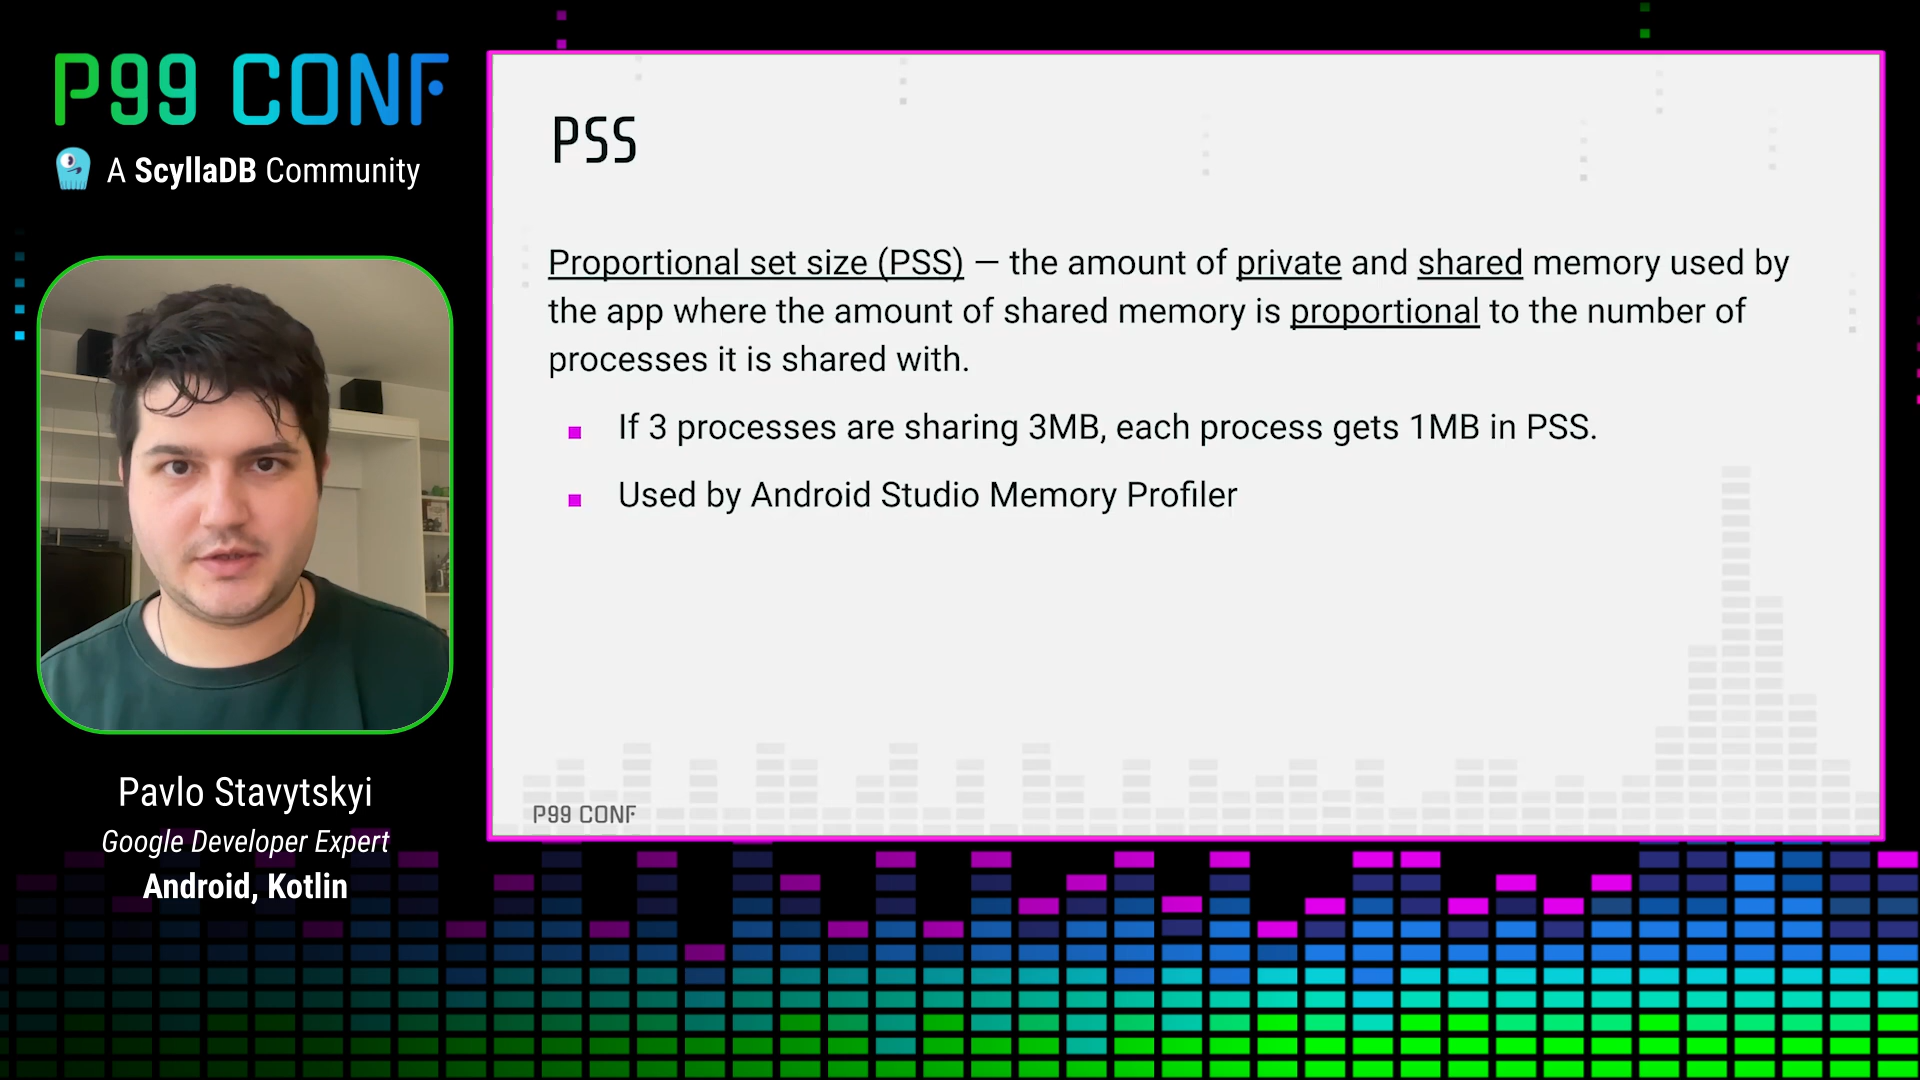 P99 CONF
A ScyllaDB Community
PSS
Proportional set size (PSS) — the amount of private and shared memory used by
the app where the amount of shared memory is proportional to the number of
processes it is shared with.
If 3 processes are sharing 3MB, each process gets 1MB in PSS.
Used by Android Studio Memory Profiler
P99 CONF
Pavlo Stavytskyi
Google Developer Expert
Android, Kotlin